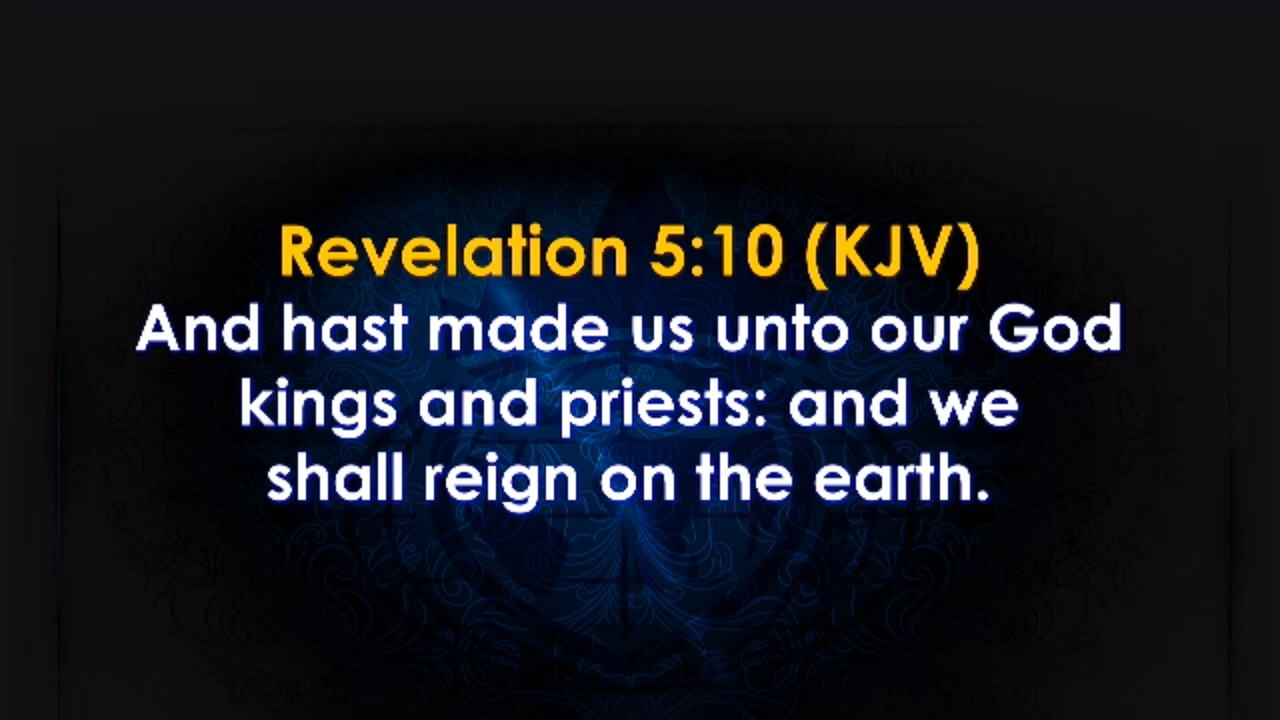 Revelation 5:10 (KJV)
And hast made us unto our God
kings and priests: and we
shall reign on the earth.